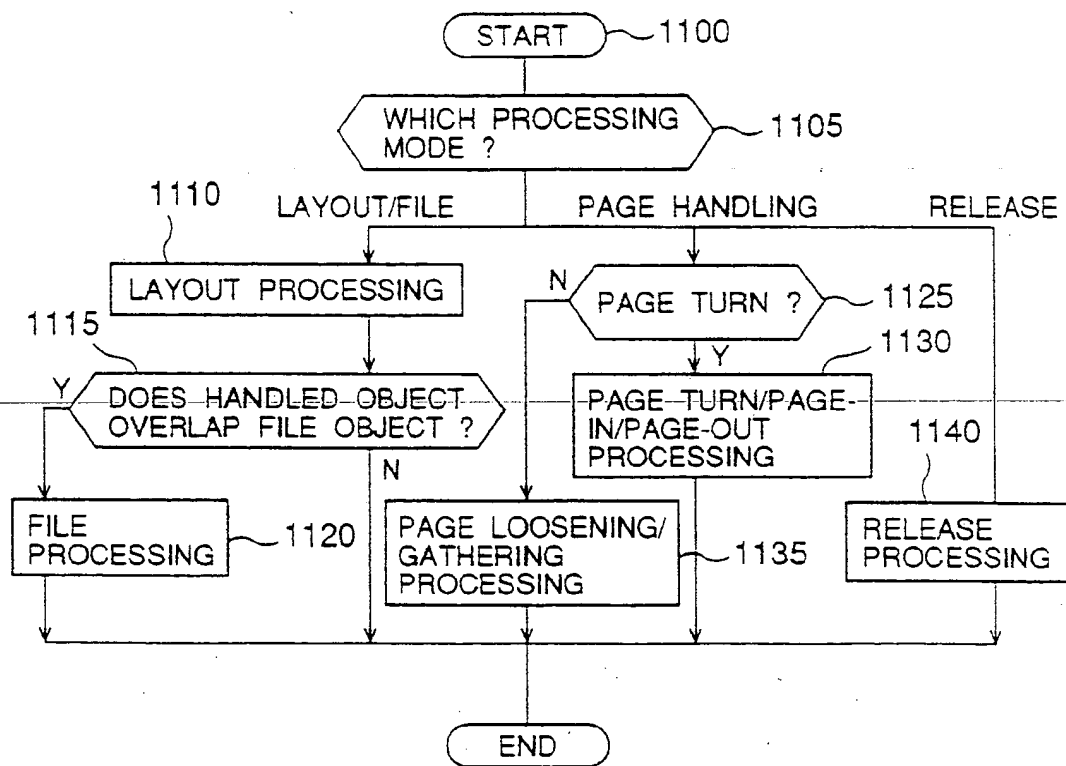 START
1100
WHICH PROCESSING
MODE ?
1105
1110
LAYOUT/FILE
PAGE HANDLING
RELEASE
LAYOUT PROCESSING
N
PAGE TURN ?
1125
1115
Y
1130
Y
DOES HANDLED OBJECT
OVERLAP FILE OBJECT ?
PAGE TURN/PAGE-
IN/PAGE-OUT
PROCESSING
1140
N
FILE
PROCESSING
1120
PAGE LOOSENING/
GATHERING
PROCESSING
1135
RELEASE
PROCESSING
END